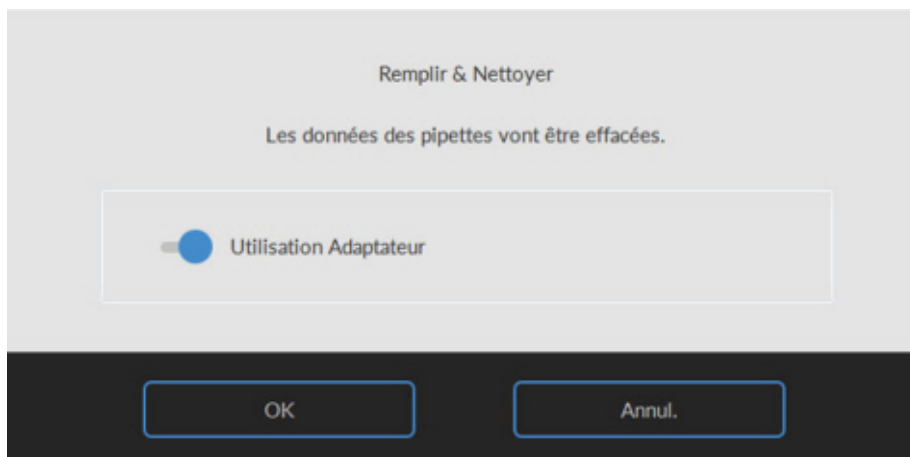 Remplir & Nettoyer
Les données des pipettes vont être effacées.
Utilisation Adaptateur
OK
Annul.